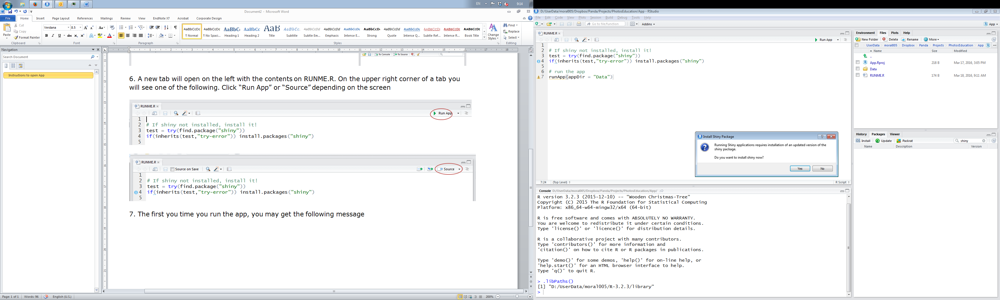 EN 9:14
Document2 - Microsoft Word
File Home Insert Page Layout References Mailings Review View EndNote X7 Acrobat Corporate Design
Paste
Cut
Copy
Format Painter
Clipboard
Verdana 8.5
Font
Paragraph
AaBbCcDc AaBbCcDc AaBbC AaBbCc AaB AaBbCc. AaBbCcDd AaBbCcDd AaBbCcDc AaBbCcDc AaBbCcDd AaBbCcDc AABBCCDI AABBCCDI AaBbCcDc
¶ Normal ¶ No Spaci... Heading 1 Heading 2 Title Subtitle Subtle Em... Emphasis Intense E... Strong Quote Intense Q... Subtle Ref... Intense R... Book Title
Change Styles
Styles
Find
Replace
Select
Editing
Navigation
Search Document
Instructions to open App
To Console To Source
6. A new tab will open on the left with the contents on RUNME.R. On the upper right corner of a tab you
will see one of the following. Click “Run App” or “Source” depending on the screen
RUNME.R
Run App
1
2 # If shiny not installed, install it!
3 test = try(find.package("shiny"))
4 if(inherits(test,"try-error")) install.packages("shiny")
5
RUNME.R
Source on Save Source
1
2 # If shiny not installed, install it!
3 test = try(find.package("shiny"))
4 if(inherits(test,"try-error")) install.packages("shiny")
5
7. The first you time you run the app, you may get the following message
Page: 1 of 1 Words: 96 English (U.S.) 200%
D:/UserData/moral005/Dropbox/Panda/Projects/PhotosEducation/App - RStudio
File Edit Code View Plots Session Build Debug Tools Help
Go to file/function Addins App
RUNME.R
Run App
1
2 # If shiny not installed, install it!
3 test = try(find.package("shiny"))
4 if(inherits(test,"try-error")) install.packages("shiny")
5
6 # run the app
7 runApp(appDir = "Data")
Install Shiny Package
Running Shiny applications requires installation of an updated version of the
shiny package.
Do you want to install shiny now?
Yes No
7:24 (Top Level) R Script
Console D:/UserData/moral005/Dropbox/Panda/Projects/PhotosEducation/App/
R version 3.2.3 (2015-12-10) -- "Wooden Christmas-Tree"
Copyright (C) 2015 The R Foundation for Statistical Computing
Platform: x86_64-w64-mingw32/x64 (64-bit)
R is free software and comes with ABSOLUTELY NO WARRANTY.
You are welcome to redistribute it under certain conditions.
Type 'license()' or 'licence()' for distribution details.
R is a collaborative project with many contributors.
Type 'contributors()' for more information and
'citation()' on how to cite R or R packages in publications.
Type 'demo()' for some demos, 'help()' for on-line help, or
'help.start()' for an HTML browser interface to help.
Type 'q()' to quit R.
> .libPaths()
[1] "D:/UserData/moral005/R-3.2.3/library"
>
Environment Files Plots Help
New Folder Delete Rename More
UserData moral005 Dropbox Panda Projects PhotosEducation App
Name Size Modified
..
App.Rproj 218 B Mar 17, 2016, 3:05 PM
Data
RUNME.R 174 B Mar 18, 2016, 9:11 AM
History Packages Viewer
Install Update Packrat shiny
Name Description Version